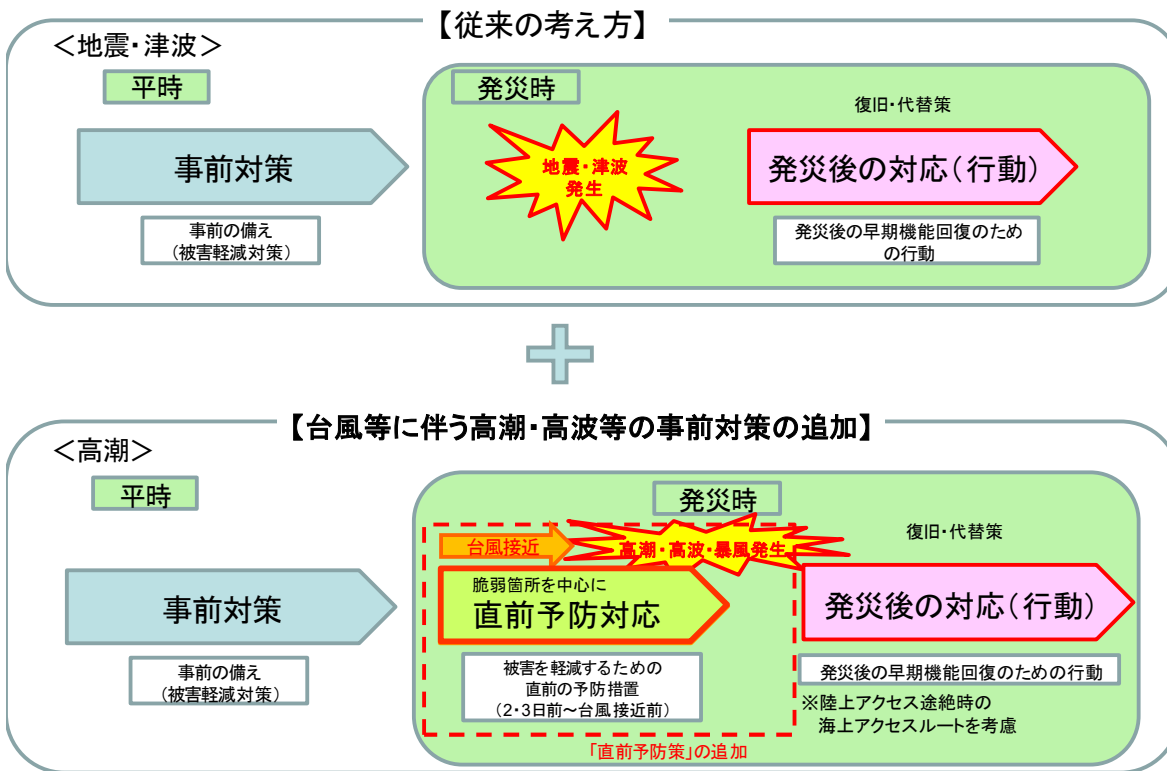 【従来の考え方】
<地震・津波>
平時
発災時
復旧・代替策
事前対策
地震・津波
発生
発災後の対応(行動)
事前の備え
(被害軽減対策)
発災後の早期機能回復のため
の行動
【台風等に伴う高潮・高波等の事前対策の追加】
<高潮>
平時
発災時
台風接近
高潮・高波・暴風発生
復旧・代替策
事前対策
脆弱箇所を中心に
直前予防対応
発災後の対応(行動)
事前の備え
(被害軽減対策)
被害を軽減するための
直前の予防措置
(2・3日前~台風接近前)
発災後の早期機能回復のための行動
※陸上アクセス途絶時の
海上アクセスルートを考慮
「直前予防策」の追加